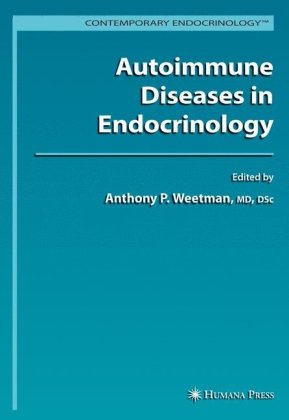 CONTEMPORARY ENDOCRINOLOGY™
Autoimmune
Diseases in
Endocrinology
Edited by
Anthony P. Weetman, MD, DSc
HUMANA PRESS